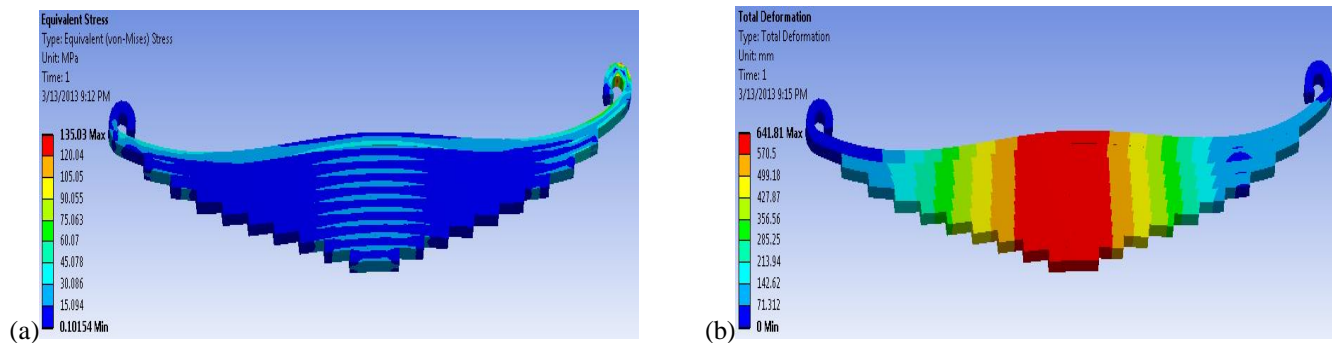 Equivalent Stress
Type: Equivalent (von-Mises) Stress
Unit: MPa
Time: 1
3/13/2013 9:12 PM
135.03 Max
120.04
105.05
90.055
75.063
60.07
45.078
30.086
15.094
0.10154 Min
(a)
Total Deformation
Type: Total Deformation
Unit: mm
Time: 1
3/13/2013 9:15 PM
641.81 Max
570.5
499.18
427.87
356.56
285.25
213.94
142.62
71.312
0 Min
(b)